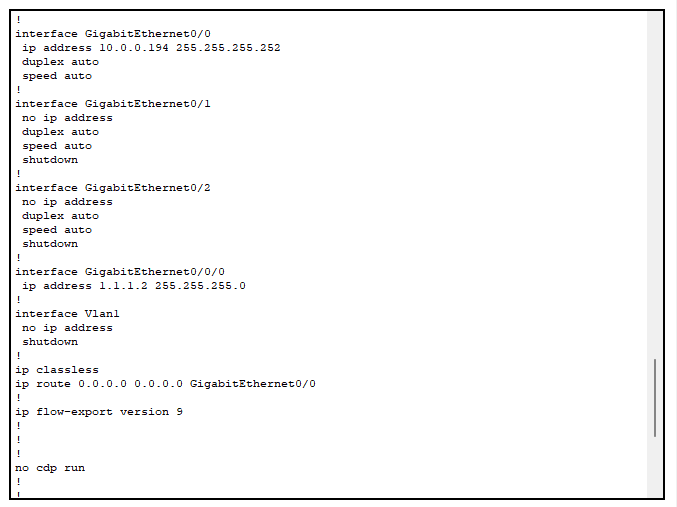 !
interface GigabitEthernet0/0
 ip address 10.0.0.194 255.255.255.252
 duplex auto
 speed auto
!
interface GigabitEthernet0/1
 no ip address
 duplex auto
 speed auto
 shutdown
!
interface GigabitEthernet0/2
 no ip address
 duplex auto
 speed auto
 shutdown
!
interface GigabitEthernet0/0/0
 ip address 1.1.1.2 255.255.255.0
!
interface Vlan1
 no ip address
 shutdown
!
ip classless
ip route 0.0.0.0 0.0.0.0 GigabitEthernet0/0
!
ip flow-export version 9
!
!
!
no cdp run
!
!